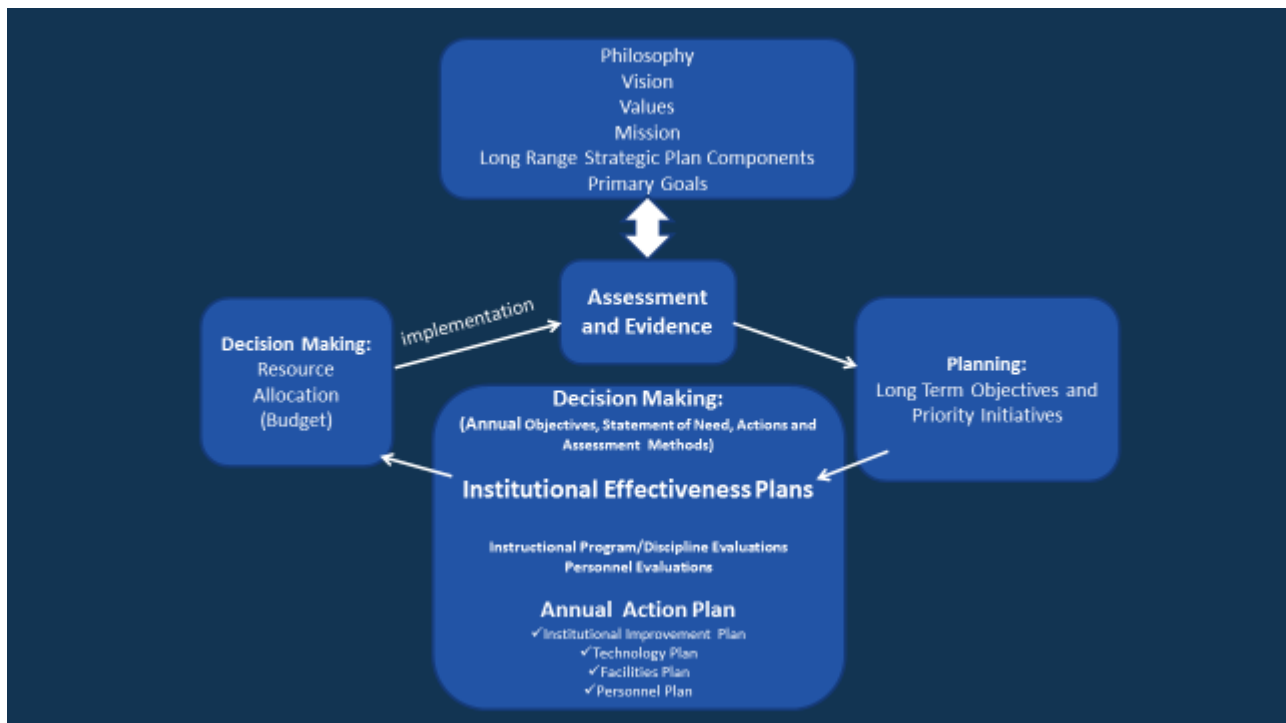 Philosophy
Vision
Values
Mission
Long Range Strategic Plan Components
Primary Goals
Assessment
and Evidence
implementation
Decision Making:
Resource
Allocation
(Budget)
Planning:
Long Term Objectives and
Priority Initiatives
Decision Making:
(Annual Objectives, Statement of Need, Actions and
Assessment Methods)
Institutional Effectiveness Plans
Instructional Program/Discipline Evaluations
Personnel Evaluations
Annual Action Plan
✓Institutional Improvement Plan
✓Technology Plan
✓Facilities Plan
✓Personnel Plan